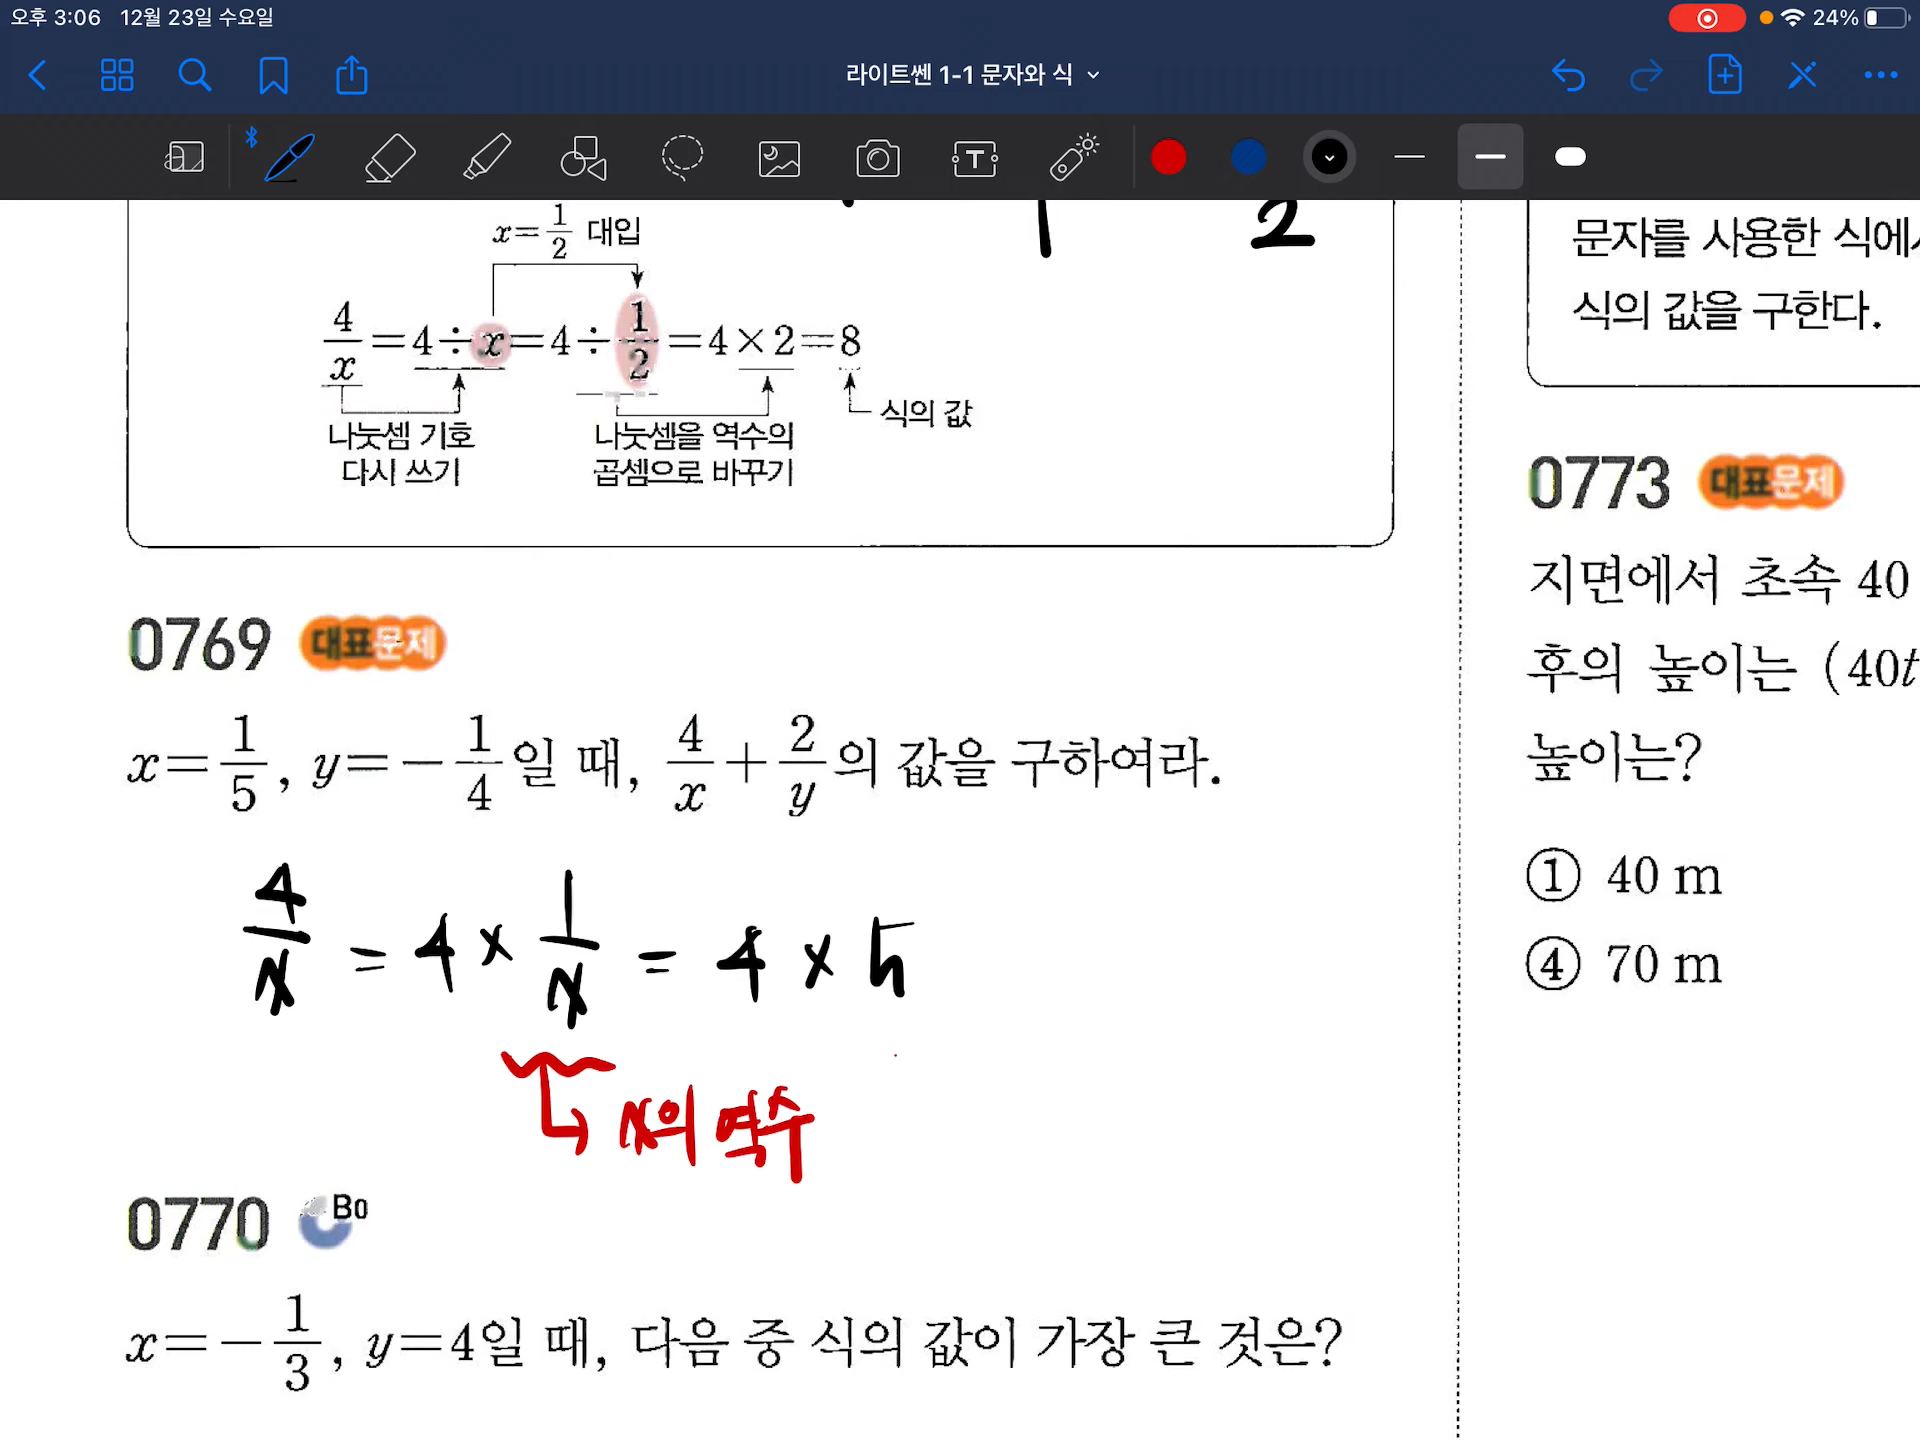 오후 3:06 12월 23일 수요일 24%
라이트쎈 1-1 문자와 식
x=1/2 대입
4/x=4÷x=4÷1/2=4×2=8
식의 값
나눗셈 기호 나눗셈을 역수의
다시 쓰기 곱셈으로 바꾸기
1 2
0769 대표문제
x=1/5, y=-1/4일 때, 4/x+2/y의 값을 구하여라.
4/x = 4 × 1/x = 4 × 5
x의 역수
0770 B0
x=-1/3, y=4일 때, 다음 중 식의 값이 가장 큰 것은?
문자를 사용한 식에서
식의 값을 구한다.
0773 대표문제
지면에서 초속 40
후의 높이는 (40t
높이는?
① 40 m
④ 70 m